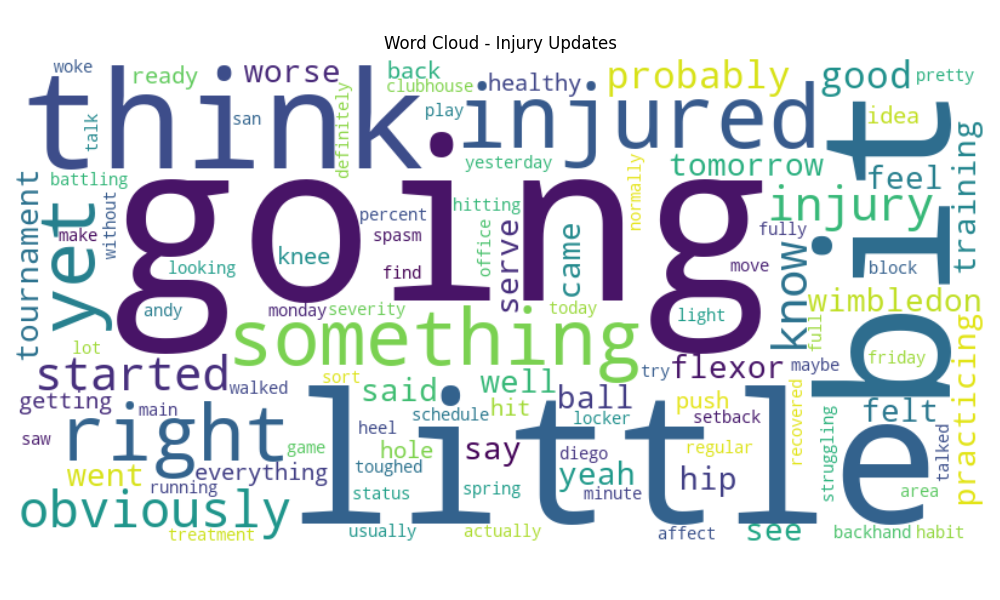 Word Cloud - Injury Updates
woke
ready
worse
back
clubhouse
healthy
probably
good
pretty
think
injured
talk
san
definitely
play
idea
bit
yesterday
tomorrow
normally
feel
training
battling
going
tournament
yet
without
make
percent
hitting
injury
spasm
office
serve
came
fully
know
looking
knee
find
move
block
andy
monday
severity
today
light
wimbledon
something
full
lot
started
walked
sort
said
well
try
flexor
maybe
friday
practicing
getting
main
right
hit
ball
push
felt
saw
schedule
locker
setback
recovered
heel
game
hole
say
diego
regular
struggling
talked
went
everything
toughed
yeah
hip
running
little
obviously
status
spring
minute
area
treatment
usually
actually
affect
see
backhand
habit